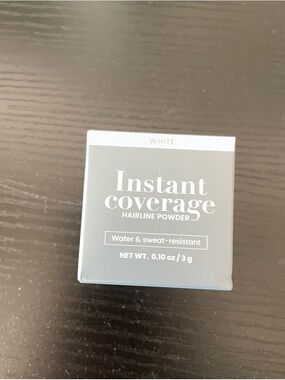 WHITE
Instant
coverage
HAIRLINE POWDER
Water & sweat-resistant
NET WT. 0.10 oz / 3 g